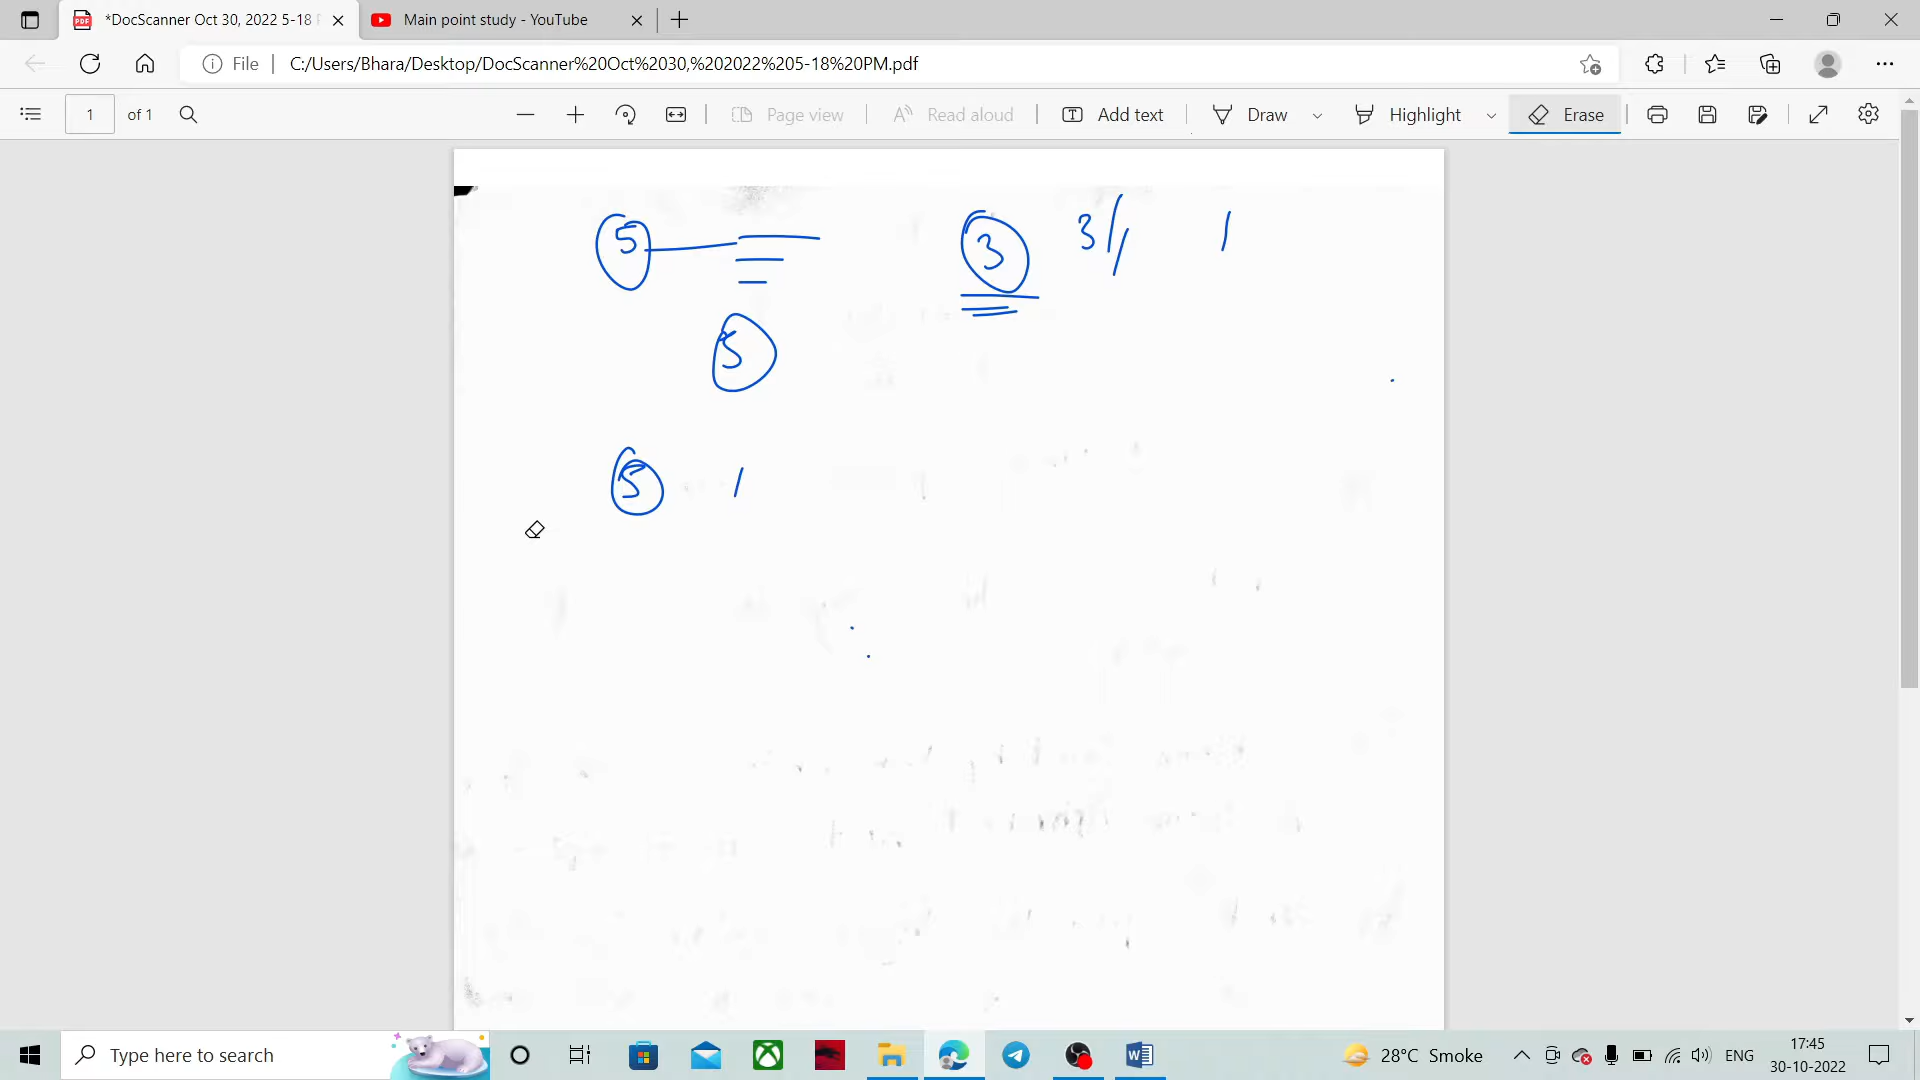 *DocScanner Oct 30, 2022 5-18 P
Main point study - YouTube
File
C:/Users/Bhara/Desktop/DocScanner%20Oct%2030,%202022%205-18%20PM.pdf
1 of 1
Page view
Read aloud
Add text
Draw
Highlight
Erase
5 3 3 1
5
5 1
Type here to search
28°C Smoke
ENG
17:45
30-10-2022